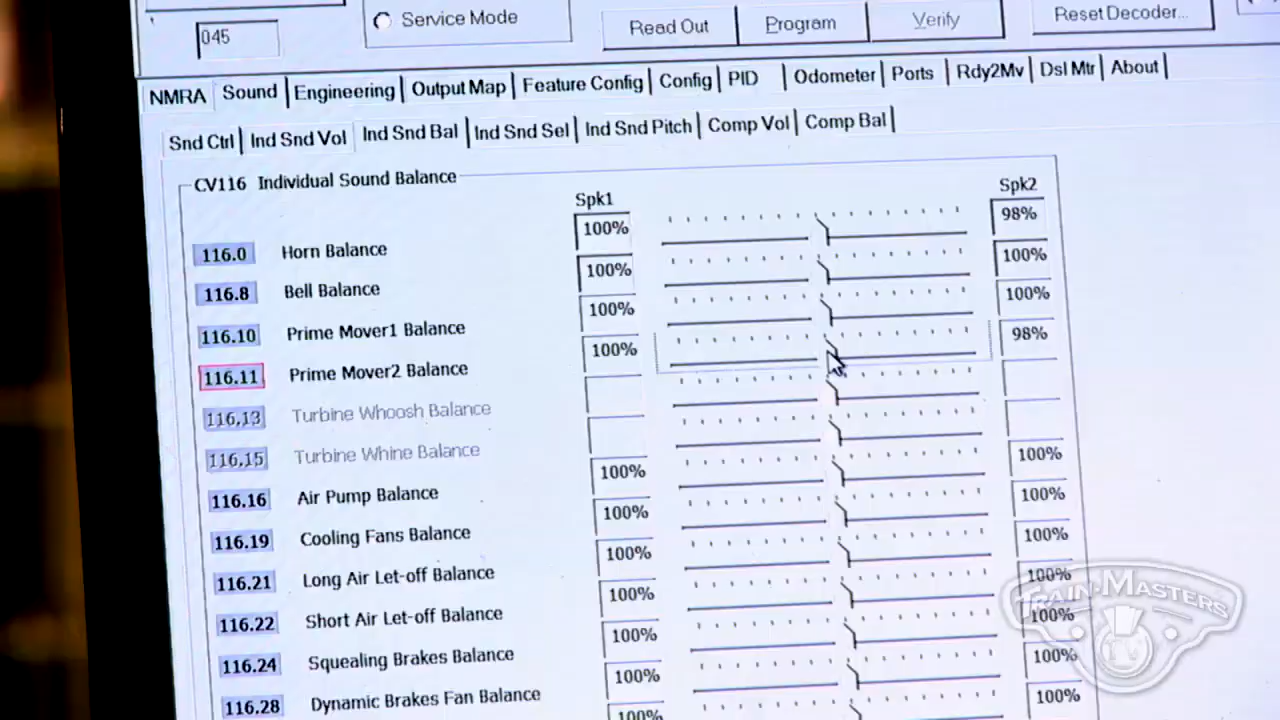 045
Service Mode
Read Out
Program
Verify
Reset Decoder...
NMRA
Sound
Engineering
Output Map
Feature Config
Config
PID
Odometer
Ports
Rdy2Mv
Dsl Mtr
About
Snd Ctrl
Ind Snd Vol
Ind Snd Bal
Ind Snd Sel
Ind Snd Pitch
Comp Vol
Comp Bal
CV116 Individual Sound Balance
Spk1 Spk2
116.0 Horn Balance 100% 98%
116.8 Bell Balance 100% 100%
116.10 Prime Mover1 Balance 100% 100%
116.11 Prime Mover2 Balance 100% 98%
116.13 Turbine Whoosh Balance
116.15 Turbine Whine Balance
116.16 Air Pump Balance 100% 100%
116.19 Cooling Fans Balance 100% 100%
116.21 Long Air Let-off Balance 100% 100%
116.22 Short Air Let-off Balance 100% 100%
116.24 Squealing Brakes Balance 100% 100%
116.28 Dynamic Brakes Fan Balance 100% 100%
100% 100%
TRAIN-MASTERS
TV